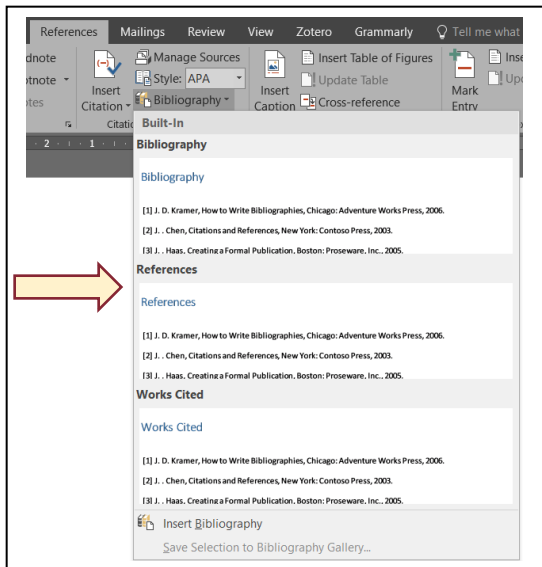 References Mailings Review View Zotero Grammarly Tell me what
dnote Manage Sources Insert Table of Figures Inse
otnote Style: APA Update Table Upd
tes Insert Citation Bibliography Insert Caption Cross-reference Mark Entry
Citatio
2 1
Built-In
Bibliography
Bibliography
[1] J. D. Kramer, How to Write Bibliographies, Chicago: Adventure Works Press, 2006.
[2] J. . Chen, Citations and References, New York: Contoso Press, 2003.
[3] J. . Haas, Creating a Formal Publication, Boston: Proseware, Inc., 2005.
References
References
[1] J. D. Kramer, How to Write Bibliographies, Chicago: Adventure Works Press, 2006.
[2] J. . Chen, Citations and References, New York: Contoso Press, 2003.
[3] J. . Haas, Creating a Formal Publication, Boston: Proseware, Inc., 2005.
Works Cited
Works Cited
[1] J. D. Kramer, How to Write Bibliographies, Chicago: Adventure Works Press, 2006.
[2] J. . Chen, Citations and References, New York: Contoso Press, 2003.
[3] J. . Haas, Creating a Formal Publication, Boston: Proseware, Inc., 2005.
Insert Bibliography
Save Selection to Bibliography Gallery...